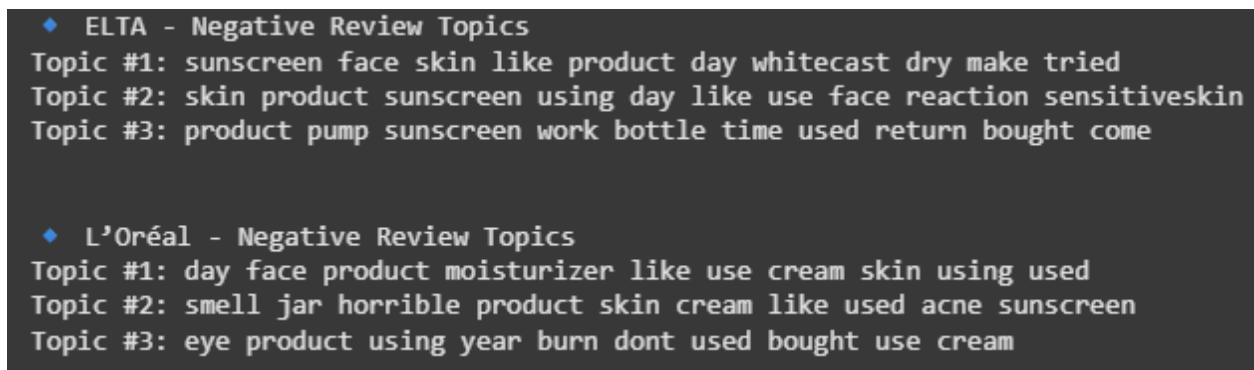 🔹 ELTA - Negative Review Topics
Topic #1: sunscreen face skin like product day whitecast dry make tried
Topic #2: skin product sunscreen using day like use face reaction sensitiveskin
Topic #3: product pump sunscreen work bottle time used return bought come
🔹 L’Oréal - Negative Review Topics
Topic #1: day face product moisturizer like use cream skin using used
Topic #2: smell jar horrible product skin cream like used acne sunscreen
Topic #3: eye product using year burn dont used bought use cream